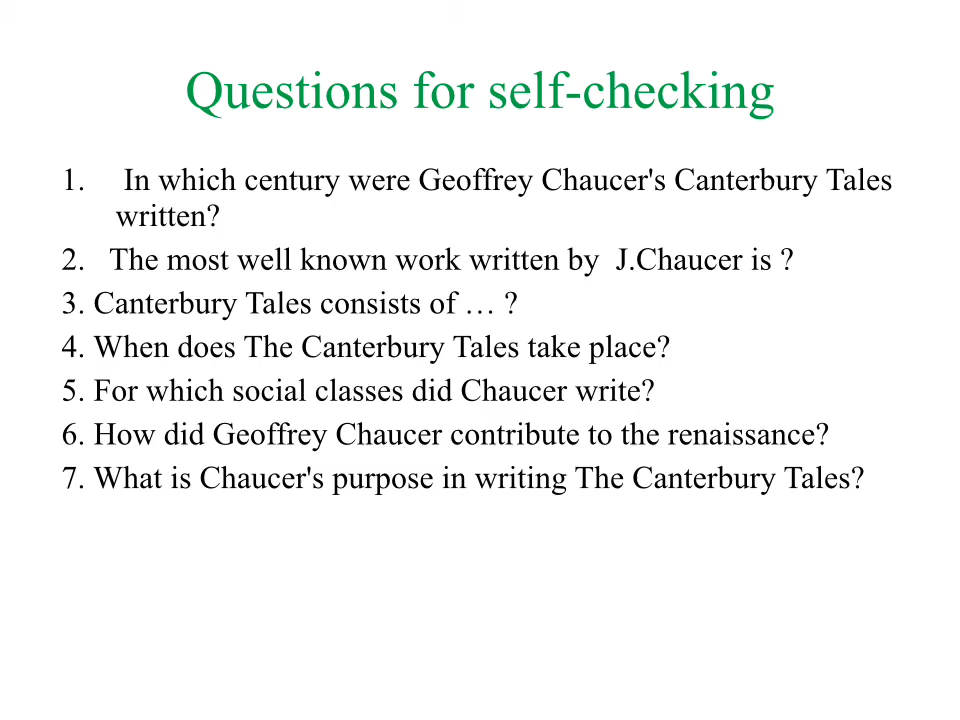 Questions for self-checking
1. In which century were Geoffrey Chaucer's Canterbury Tales
written?
2. The most well known work written by J.Chaucer is ?
3. Canterbury Tales consists of … ?
4. When does The Canterbury Tales take place?
5. For which social classes did Chaucer write?
6. How did Geoffrey Chaucer contribute to the renaissance?
7. What is Chaucer's purpose in writing The Canterbury Tales?